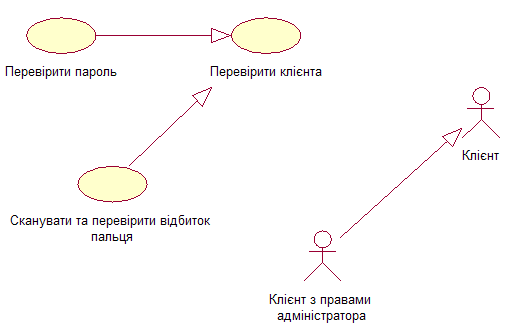 Перевірити пароль
Перевірити клієнта
Клієнт
Сканувати та перевірити відбиток
пальця
Клієнт з правами
адміністратора